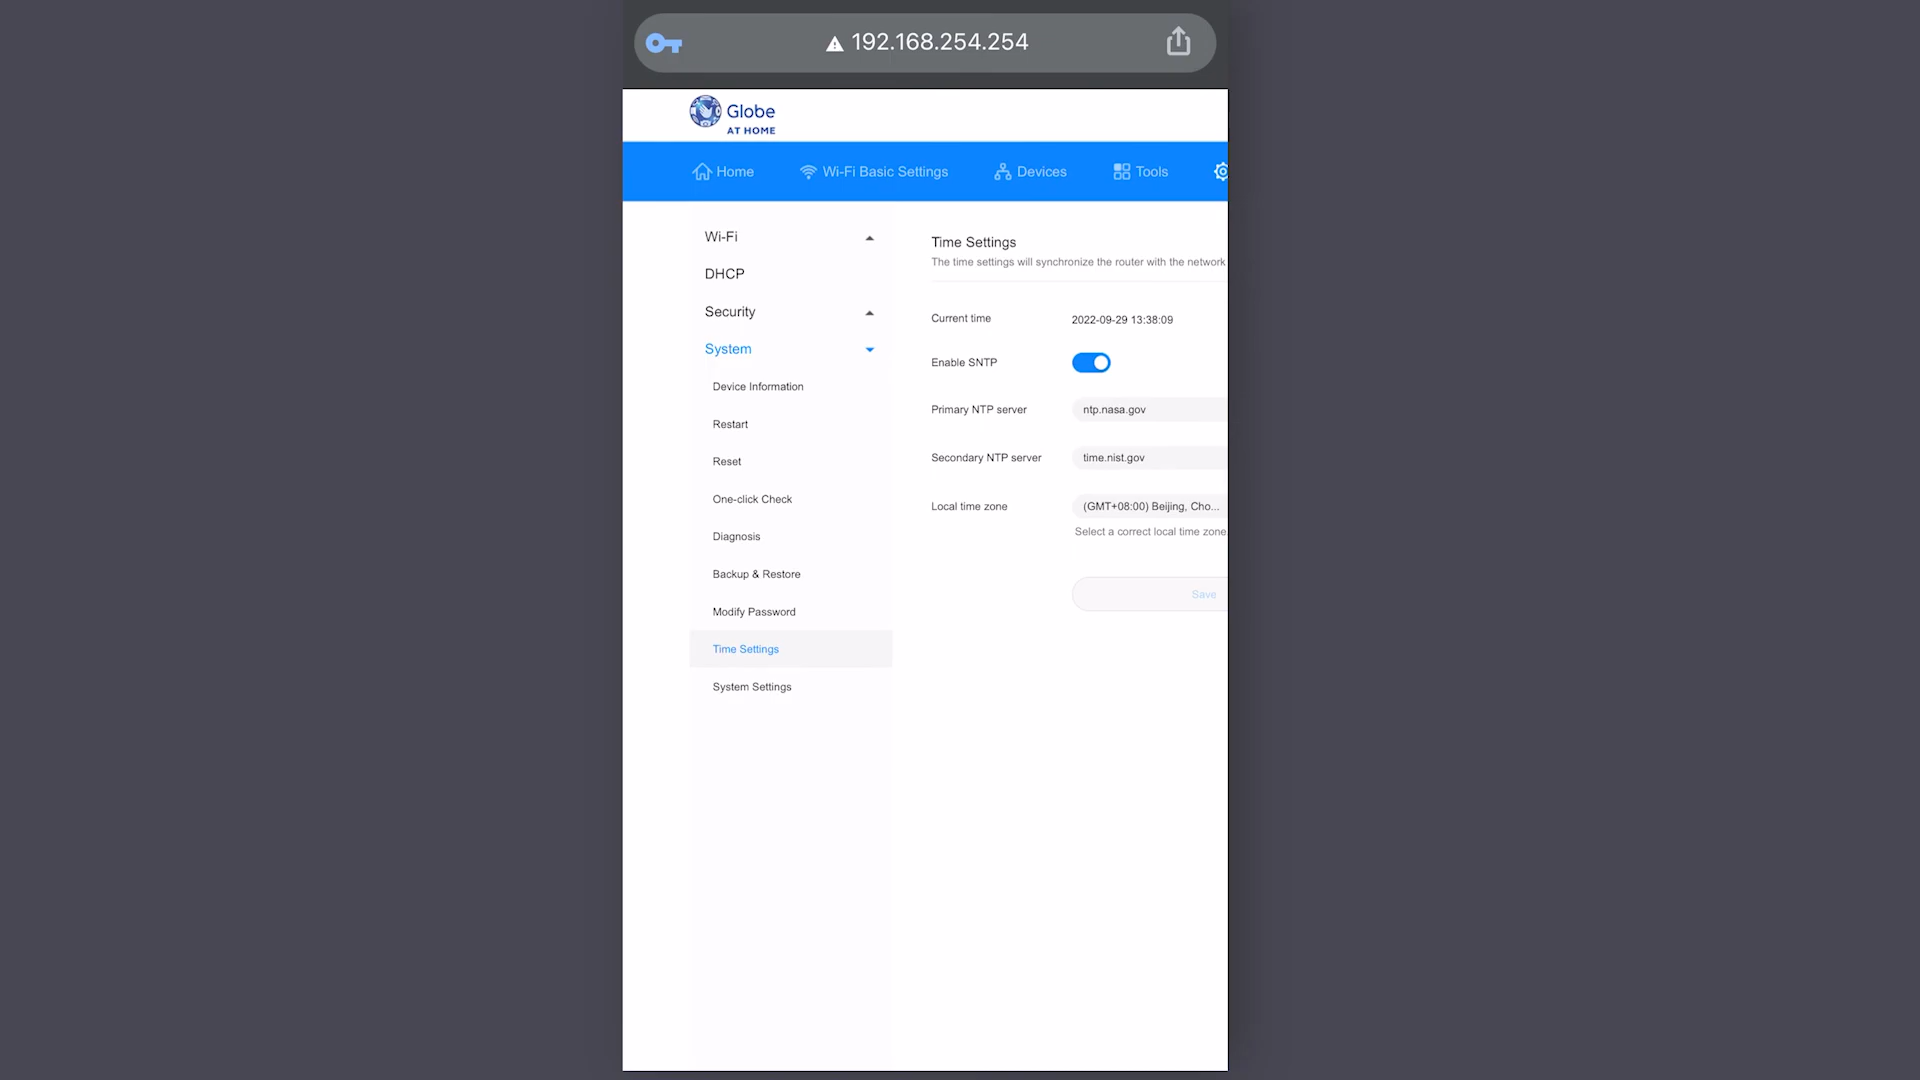 192.168.254.254
Globe
AT HOME
Home
Wi-Fi Basic Settings
Devices
Tools
Wi-Fi
DHCP
Security
System
Device Information
Restart
Reset
One-click Check
Diagnosis
Backup & Restore
Modify Password
Time Settings
System Settings
Time Settings
The time settings will synchronize the router with the network
Current time
2022-09-29 13:38:09
Enable SNTP
Primary NTP server
ntp.nasa.gov
Secondary NTP server
time.nist.gov
Local time zone
(GMT+08:00) Beijing, Cho...
Select a correct local time zone
Save